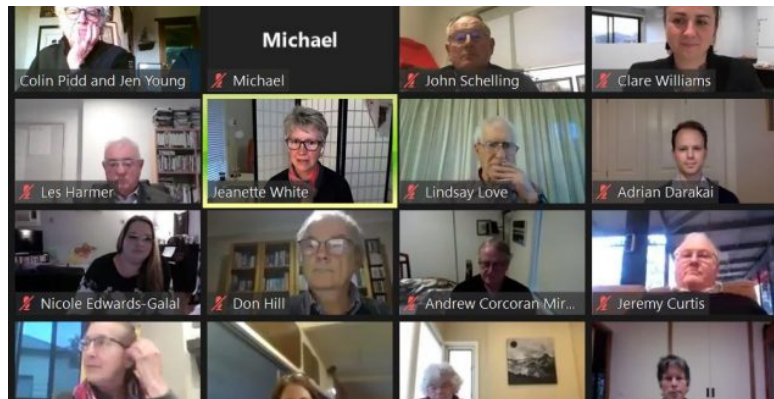 Michael
Colin Pidd and Jen Young
Michael
John Schelling
Clare Williams
Les Harmer
Jeanette White
Lindsay Love
Adrian Darakai
Nicole Edwards-Galal
Don Hill
Andrew Corcoran Mir...
Jeremy Curtis